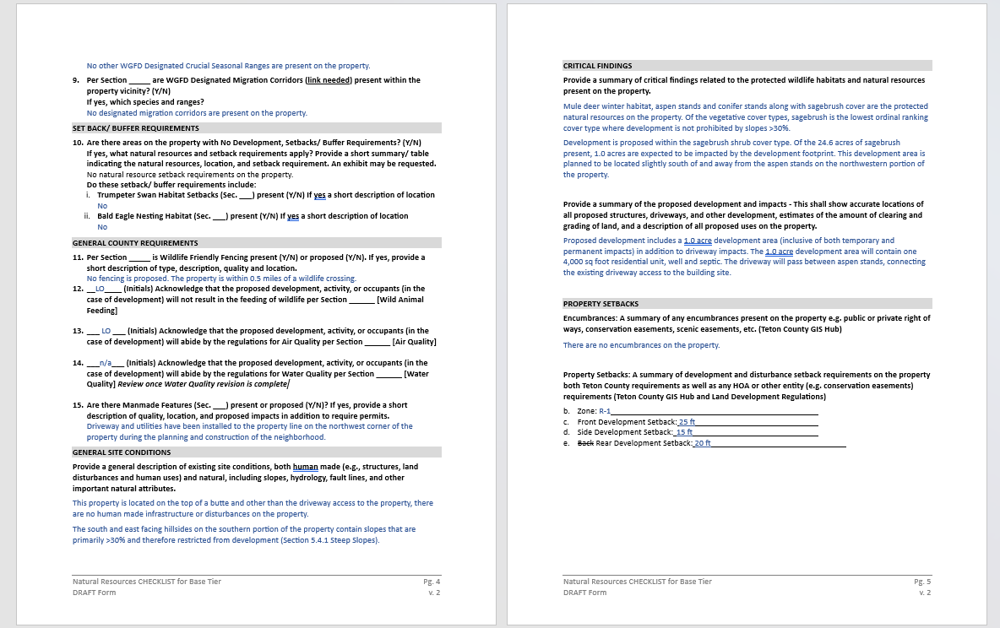 No other WGFD Designated Crucial Seasonal Ranges are present on the property.
9. Per Section _____ are WGFD Designated Migration Corridors (link needed) present within the
property vicinity? (Y/N)
If yes, which species and ranges?
No designated migration corridors are present on the property.
SET BACK/ BUFFER REQUIREMENTS
10. Are there areas on the property with No Development, Setbacks/ Buffer Requirements? (Y/N)
If yes, what natural resources and setback requirements apply? Provide a short summary/ table
indicating the natural resources, location, and setback requirement. An exhibit may be requested.
No natural resource setback requirements on the property.
Do these setback/ buffer requirements include:
i. Trumpeter Swan Habitat Setbacks (Sec. ___) present (Y/N) If yes a short description of location
No
ii. Bald Eagle Nesting Habitat (Sec. ___) present (Y/N) If yes a short description of location
No
GENERAL COUNTY REQUIREMENTS
11. Per Section _____ is Wildlife Friendly Fencing present (Y/N) or proposed (Y/N). If yes, provide a
short description of type, description, quality and location.
No fencing is proposed. The property is within 0.5 miles of a wildlife crossing.
12. __LO____ (Initials) Acknowledge that the proposed development, activity, or occupants (in the
case of development) will not result in the feeding of wildlife per Section ______ [Wild Animal
Feeding]
13. ___ LO ___ (Initials) Acknowledge that the proposed development, activity, or occupants (in the
case of development) will abide by the regulations for Air Quality per Section ______ [Air Quality]
14. ___n/a___ (Initials) Acknowledge that the proposed development, activity, or occupants (in the
case of development) will abide by the regulations for Water Quality per Section ______ [Water
Quality] Review once Water Quality revision is complete/
15. Are there Manmade Features (Sec. ___) present or proposed (Y/N)? If yes, provide a short
description of quality, location, and proposed impacts in addition to require permits.
Driveway and utilities have been installed to the property line on the northwest corner of the
property during the planning and construction of the neighborhood.
GENERAL SITE CONDITIONS
Provide a general description of existing site conditions, both human made (e.g., structures, land
disturbances and human uses) and natural, including slopes, hydrology, fault lines, and other
important natural attributes.
This property is located on the top of a butte and other than the driveway access to the property, there
are no human made infrastructure or disturbances on the property.
The south and east facing hillsides on the southern portion of the property contain slopes that are
primarily >30% and therefore restricted from development (Section 5.4.1 Steep Slopes).
Natural Resources CHECKLIST for Base Tier Pg. 4
DRAFT Form v. 2
CRITICAL FINDINGS
Provide a summary of critical findings related to the protected wildlife habitats and natural resources
present on the property.
Mule deer winter habitat, aspen stands and conifer stands along with sagebrush cover are the protected
natural resources on the property. Of the vegetative cover types, sagebrush is the lowest ordinal ranking
cover type where development is not prohibited by slopes >30%.
Development is proposed within the sagebrush shrub cover type. Of the 24.6 acres of sagebrush
present, 1.0 acres are expected to be impacted by the development footprint. This development area is
planned to be located slightly south of and away from the aspen stands on the northwestern portion of
the property.
Provide a summary of the proposed development and impacts - This shall show accurate locations of
all proposed structures, driveways, and other development, estimates of the amount of clearing and
grading of land, and a description of all proposed uses on the property.
Proposed development includes a 1.0 acre development area (inclusive of both temporary and
permanent impacts) in addition to driveway impacts. The 1.0 acre development area will contain one
4,000 sq foot residential unit, well and septic. The driveway will pass between aspen stands, connecting
the existing driveway access to the building site.
PROPERTY SETBACKS
Encumbrances: A summary of any encumbrances present on the property e.g. public or private right of
ways, conservation easements, scenic easements, etc. (Teton County GIS Hub)
There are no encumbrances on the property.
Property Setbacks: A summary of development and disturbance setback requirements on the property
both Teton County requirements as well as any HOA or other entity (e.g. conservation easements)
requirements (Teton County GIS Hub and Land Development Regulations)
b. Zone: R-1
c. Front Development Setback: 25 ft
d. Side Development Setback: 15 ft
e. Back Rear Development Setback: 20 ft
Natural Resources CHECKLIST for Base Tier Pg. 5
DRAFT Form v. 2